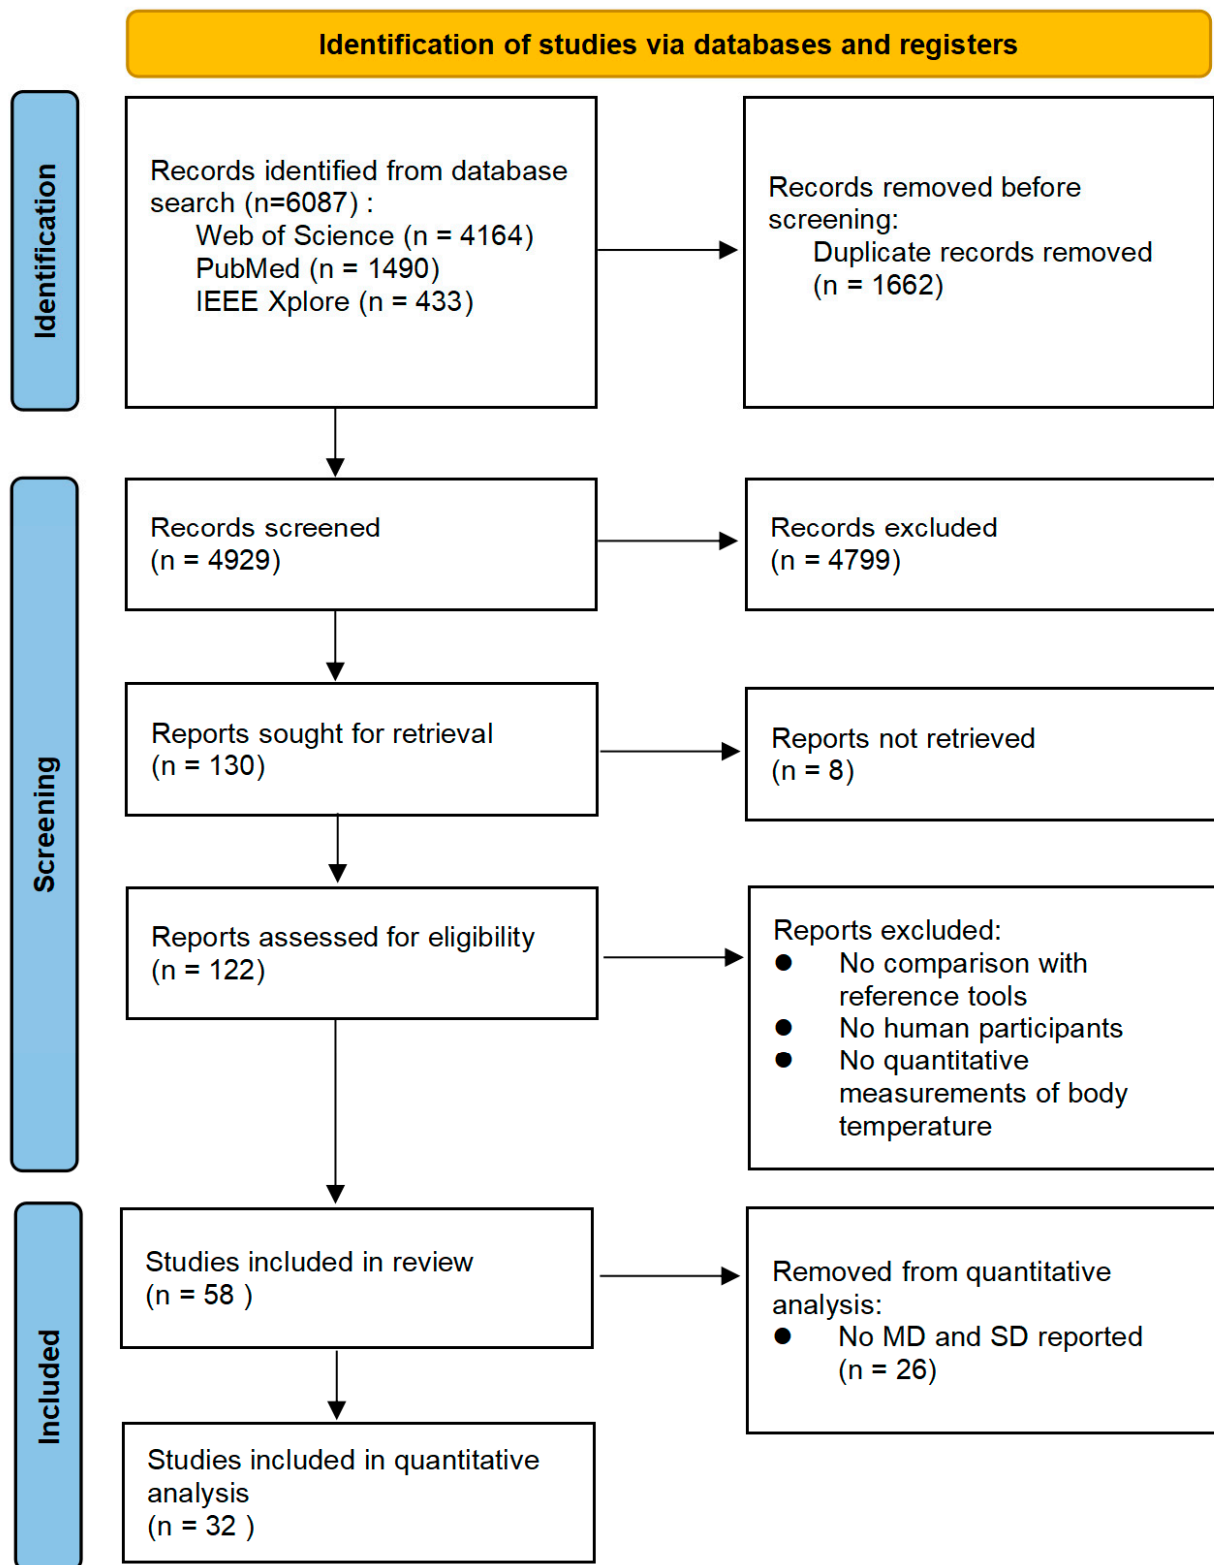 Identification of studies via databases and registers
Identification
Records identified from database
search (n=6087) :
Web of Science (n = 4164)
PubMed (n = 1490)
IEEE Xplore (n = 433)
Records removed before
screening:
Duplicate records removed
(n = 1662)
Screening
Records screened
(n = 4929)
Records excluded
(n = 4799)
Reports sought for retrieval
(n = 130)
Reports not retrieved
(n = 8)
Reports assessed for eligibility
(n = 122)
Reports excluded:
● No comparison with
reference tools
● No human participants
● No quantitative
measurements of body
temperature
Included
Studies included in review
(n = 58 )
Removed from quantitative
analysis:
● No MD and SD reported
(n = 26)
Studies included in quantitative
analysis
(n = 32 )